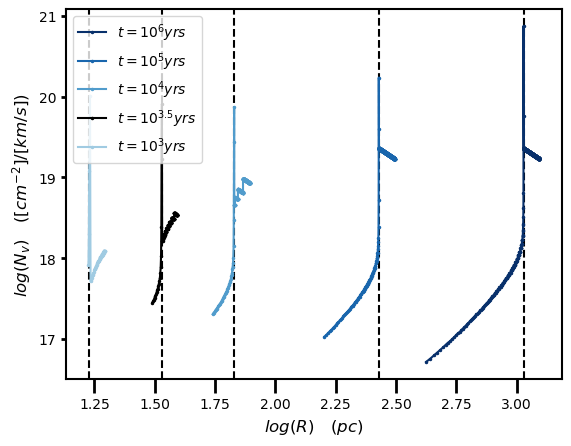 21
20
19
18
17
log(N_v) ([cm^{-2}]/[km/s])
t = 10^6 yrs
t = 10^5 yrs
t = 10^4 yrs
t = 10^{3.5} yrs
t = 10^3 yrs
1.25 1.50 1.75 2.00 2.25 2.50 2.75 3.00
log(R) (pc)